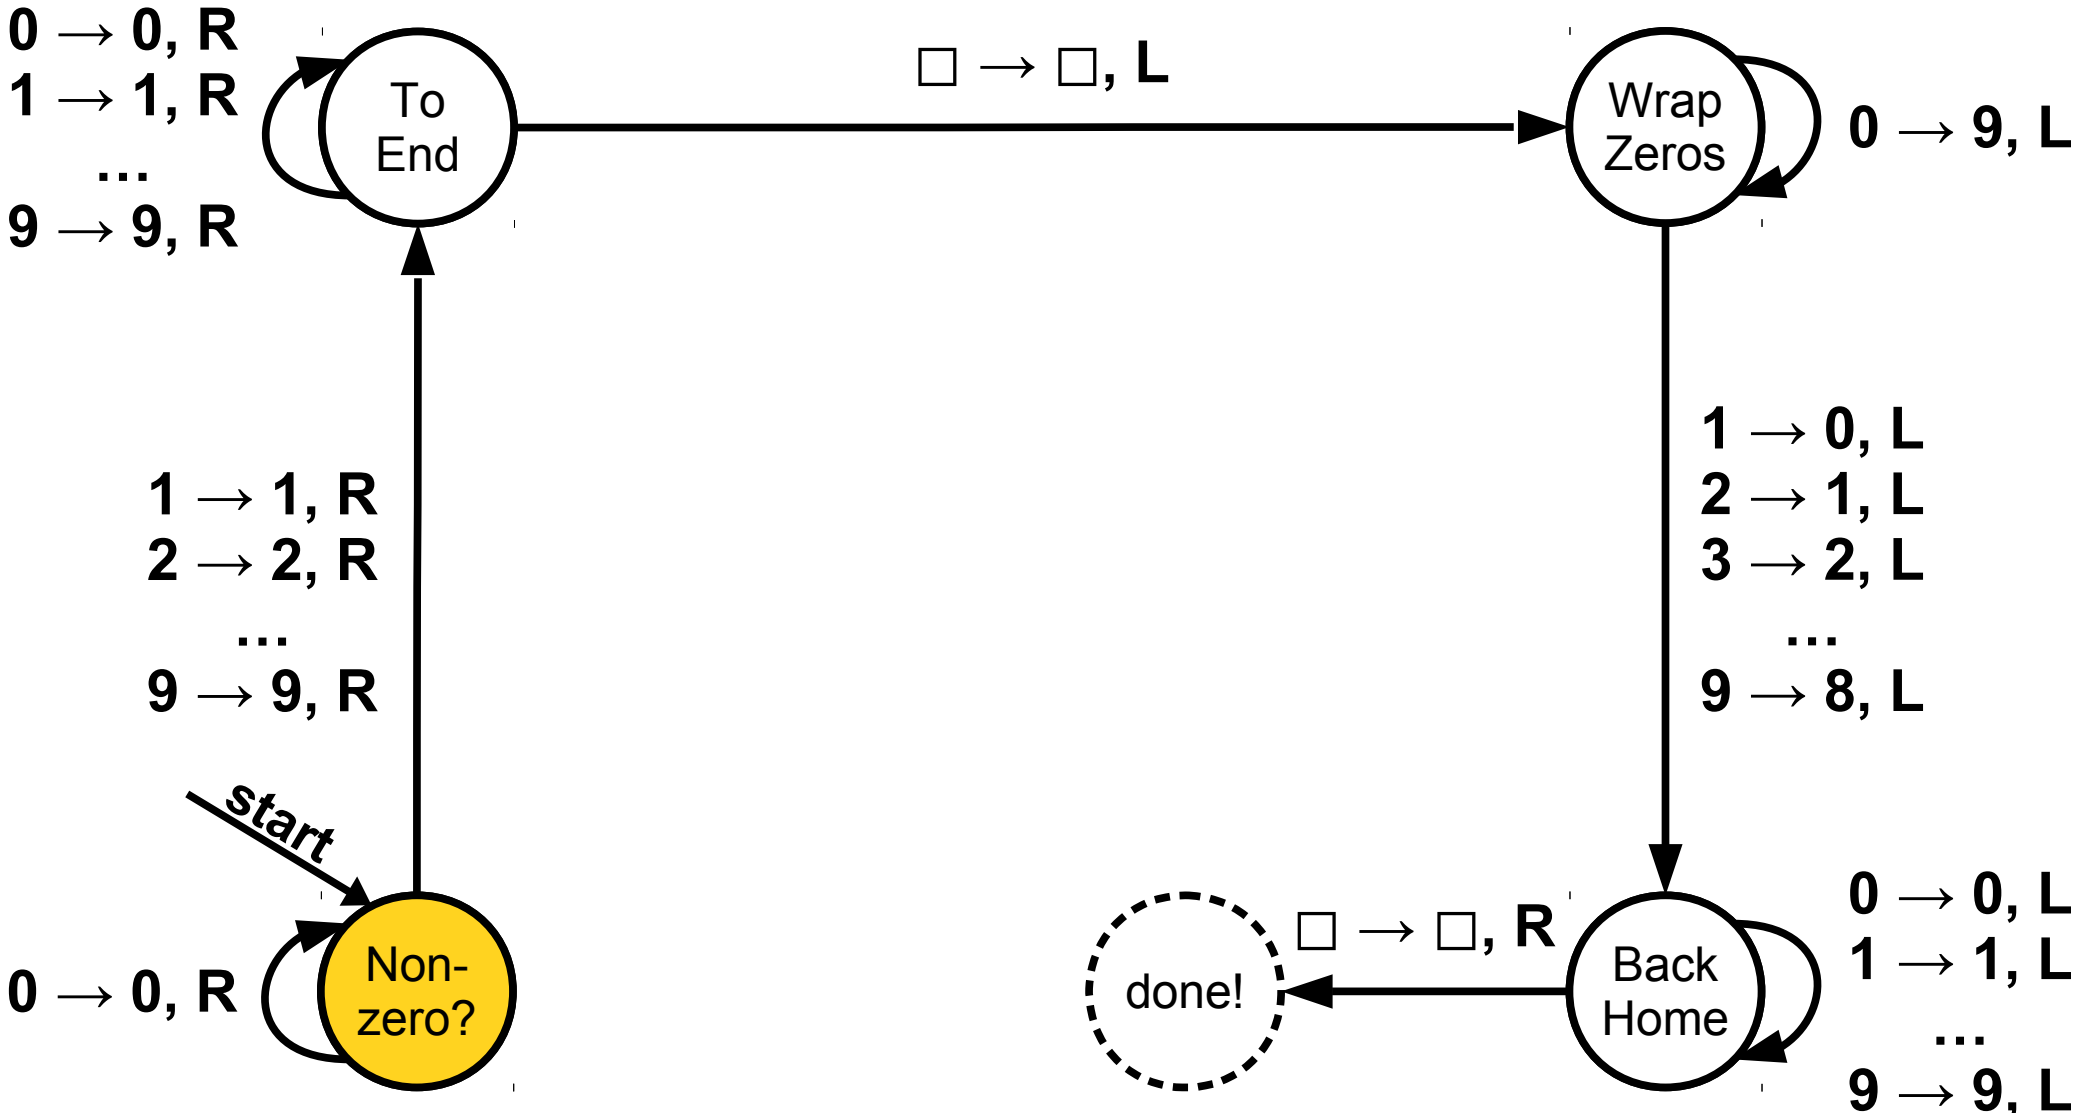 0 → 0, R
1 → 1, R
...
9 → 9, R
To
End
□ → □, L
Wrap
Zeros
0 → 9, L
1 → 1, R
2 → 2, R
...
9 → 9, R
1 → 0, L
2 → 1, L
3 → 2, L
...
9 → 8, L
start
Non-
zero?
0 → 0, R
done!
□ → □, R
Back
Home
0 → 0, L
1 → 1, L
...
9 → 9, L